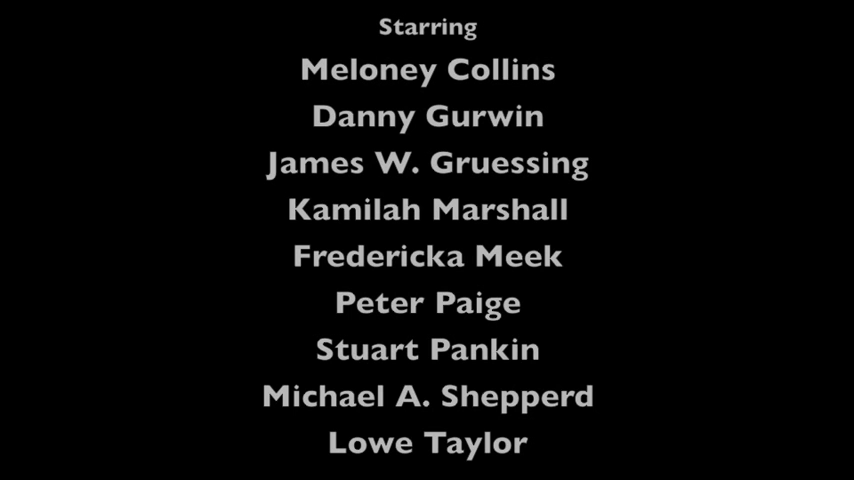 Starring
Meloney Collins
Danny Gurwin
James W. Gruessing
Kamilah Marshall
Fredericka Meek
Peter Paige
Stuart Pankin
Michael A. Shepperd
Lowe Taylor